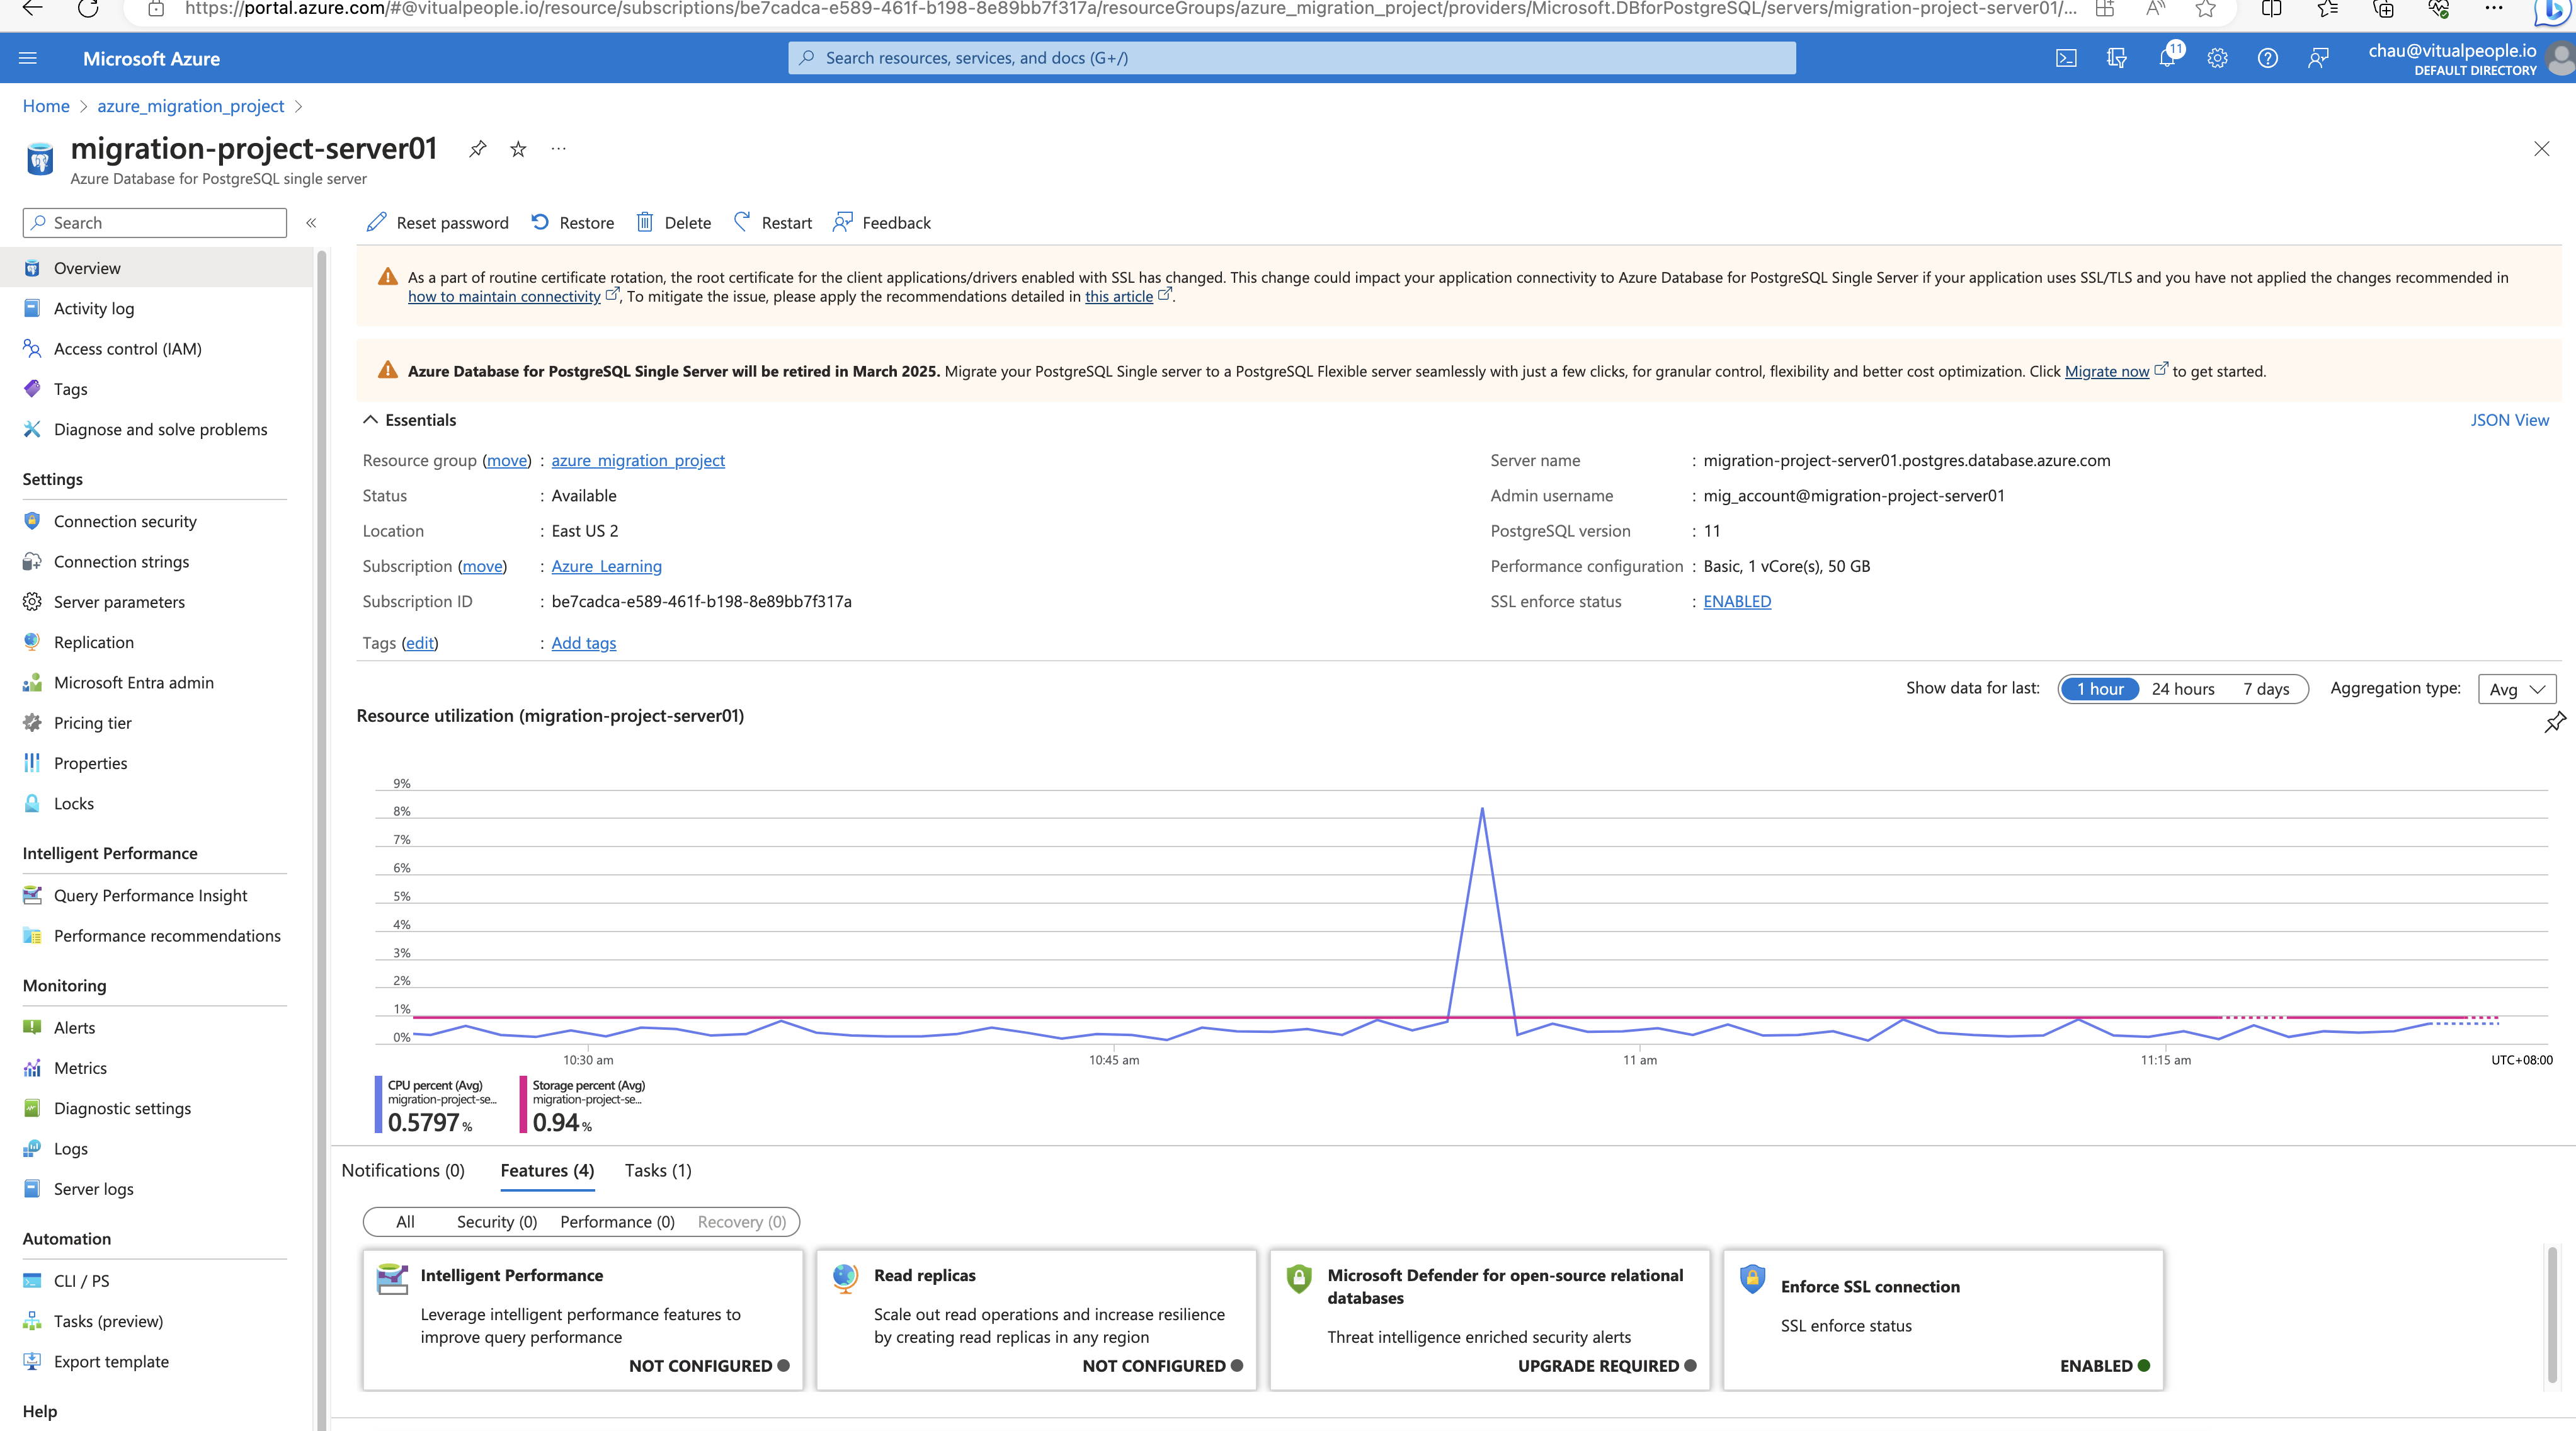 https://portal.azure.com/#@vitualpeople.io/resource/subscriptions/be7cadca-e589-461f-b198-8e89bb7f317a/resourceGroups/azure_migration_project/providers/Microsoft.DBforPostgreSQL/servers/migration-project-server01/...
Microsoft Azure
Search resources, services, and docs (G+/)
11
chau@vitualpeople.io
DEFAULT DIRECTORY
Home > azure_migration_project >
migration-project-server01
Azure Database for PostgreSQL single server
Search
Reset password Restore Delete Restart Feedback
Overview
Activity log
Access control (IAM)
Tags
Diagnose and solve problems
Settings
Connection security
Connection strings
Server parameters
Replication
Microsoft Entra admin
Pricing tier
Properties
Locks
Intelligent Performance
Query Performance Insight
Performance recommendations
Monitoring
Alerts
Metrics
Diagnostic settings
Logs
Server logs
Automation
CLI / PS
Tasks (preview)
Export template
Help
As a part of routine certificate rotation, the root certificate for the client applications/drivers enabled with SSL has changed. This change could impact your application connectivity to Azure Database for PostgreSQL Single Server if your application uses SSL/TLS and you have not applied the changes recommended in
how to maintain connectivity, To mitigate the issue, please apply the recommendations detailed in this article.
Azure Database for PostgreSQL Single Server will be retired in March 2025. Migrate your PostgreSQL Single server to a PostgreSQL Flexible server seamlessly with just a few clicks, for granular control, flexibility and better cost optimization. Click Migrate now to get started.
Essentials
JSON View
Resource group (move) : azure_migration_project
Status : Available
Location : East US 2
Subscription (move) : Azure_Learning
Subscription ID : be7cadca-e589-461f-b198-8e89bb7f317a
Tags (edit) : Add tags
Server name : migration-project-server01.postgres.database.azure.com
Admin username : mig_account@migration-project-server01
PostgreSQL version : 11
Performance configuration : Basic, 1 vCore(s), 50 GB
SSL enforce status : ENABLED
Show data for last: 1 hour 24 hours 7 days Aggregation type: Avg
Resource utilization (migration-project-server01)
9%
8%
7%
6%
5%
4%
3%
2%
1%
0%
10:30 am 10:45 am 11 am 11:15 am UTC+08:00
CPU percent (Avg)
migration-project-se...
0.5797 %
Storage percent (Avg)
migration-project-se...
0.94 %
Notifications (0) Features (4) Tasks (1)
All Security (0) Performance (0) Recovery (0)
Intelligent Performance
Leverage intelligent performance features to
improve query performance
NOT CONFIGURED
Read replicas
Scale out read operations and increase resilience
by creating read replicas in any region
NOT CONFIGURED
Microsoft Defender for open-source relational
databases
Threat intelligence enriched security alerts
UPGRADE REQUIRED
Enforce SSL connection
SSL enforce status
ENABLED